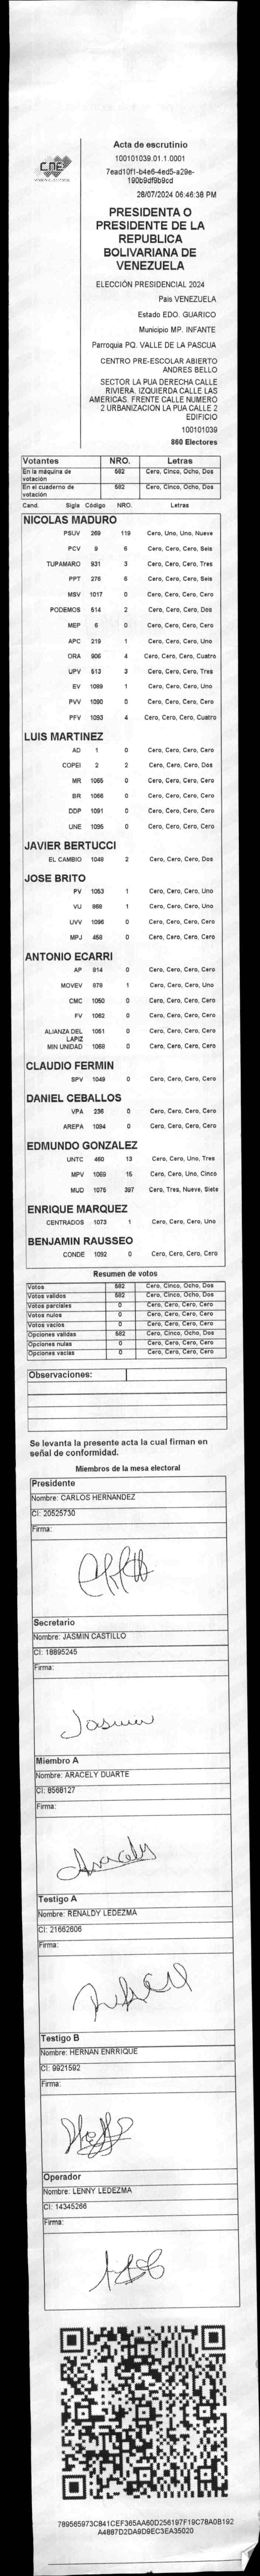 CNE
Acta de escrutinio
100101039.01.1.0001
7ead10f1-b4e6-4ed5-a29e-
190b9df9b9cd
28/07/2024 06:46:38 PM
PRESIDENTA O
PRESIDENTE DE LA
REPUBLICA
BOLIVARIANA DE
VENEZUELA
ELECCIÓN PRESIDENCIAL 2024
Pais VENEZUELA
Estado EDO. GUARICO
Municipio MP. INFANTE
Parroquia PQ. VALLE DE LA PASCUA
CENTRO PRE-ESCOLAR ABIERTO
ANDRES BELLO
SECTOR LA PUA DERECHA CALLE
RIVIERA. IZQUIERDA CALLE LAS
AMERICAS. FRENTE CALLE NUMERO
2 URBANIZACION LA PUA CALLE 2
EDIFICIO
100101039
860 Electores
Votantes NRO. Letras
En la máquina de votación 582 Cero, Cinco, Ocho, Dos
En el cuaderno de votación 582 Cero, Cinco, Ocho, Dos
Cand. Sigla Código NRO. Letras
NICOLAS MADURO
PSUV 269 119 Cero, Uno, Uno, Nueve
PCV 9 6 Cero, Cero, Cero, Seis
TUPAMARO 931 3 Cero, Cero, Cero, Tres
PPT 276 6 Cero, Cero, Cero, Seis
MSV 1017 0 Cero, Cero, Cero, Cero
PODEMOS 514 2 Cero, Cero, Cero, Dos
MEP 6 0 Cero, Cero, Cero, Cero
APC 219 1 Cero, Cero, Cero, Uno
ORA 906 4 Cero, Cero, Cero, Cuatro
UPV 513 3 Cero, Cero, Cero, Tres
EV 1089 1 Cero, Cero, Cero, Uno
PVV 1090 0 Cero, Cero, Cero, Cero
PFV 1093 4 Cero, Cero, Cero, Cuatro
LUIS MARTINEZ
AD 1 0 Cero, Cero, Cero, Cero
COPEI 2 2 Cero, Cero, Cero, Dos
MR 1055 0 Cero, Cero, Cero, Cero
BR 1066 0 Cero, Cero, Cero, Cero
DDP 1091 0 Cero, Cero, Cero, Cero
UNE 1095 0 Cero, Cero, Cero, Cero
JAVIER BERTUCCI
EL CAMBIO 1048 2 Cero, Cero, Cero, Dos
JOSE BRITO
PV 1053 1 Cero, Cero, Cero, Uno
VU 868 1 Cero, Cero, Cero, Uno
UVV 1096 0 Cero, Cero, Cero, Cero
MPJ 458 0 Cero, Cero, Cero, Cero
ANTONIO ECARRI
AP 914 0 Cero, Cero, Cero, Cero
MOVEV 978 1 Cero, Cero, Cero, Uno
CMC 1050 0 Cero, Cero, Cero, Cero
FV 1062 0 Cero, Cero, Cero, Cero
ALIANZA DEL LAPIZ 1051 0 Cero, Cero, Cero, Cero
MIN UNIDAD 1068 0 Cero, Cero, Cero, Cero
CLAUDIO FERMIN
SPV 1049 0 Cero, Cero, Cero, Cero
DANIEL CEBALLOS
VPA 236 0 Cero, Cero, Cero, Cero
AREPA 1094 0 Cero, Cero, Cero, Cero
EDMUNDO GONZALEZ
UNTC 460 13 Cero, Cero, Uno, Tres
MPV 1069 15 Cero, Cero, Uno, Cinco
MUD 1075 397 Cero, Tres, Nueve, Siete
ENRIQUE MARQUEZ
CENTRADOS 1073 1 Cero, Cero, Cero, Uno
BENJAMIN RAUSSEO
CONDE 1092 0 Cero, Cero, Cero, Cero
Resumen de votos
Votos 582 Cero, Cinco, Ocho, Dos
Votos validos 582 Cero, Cinco, Ocho, Dos
Votos parciales 0 Cero, Cero, Cero, Cero
Votos nulos 0 Cero, Cero, Cero, Cero
Votos vacios 0 Cero, Cero, Cero, Cero
Opciones validas 582 Cero, Cinco, Ocho, Dos
Opciones nulas 0 Cero, Cero, Cero, Cero
Opciones vacias 0 Cero, Cero, Cero, Cero
Observaciones:
Se levanta la presente acta la cual firman en
señal de conformidad.
Miembros de la mesa electoral
Presidente
Nombre: CARLOS HERNANDEZ
CI: 20525730
Firma:
Secretario
Nombre: JASMIN CASTILLO
CI: 18895245
Firma:
Jasmin
Miembro A
Nombre: ARACELY DUARTE
CI: 8568127
Firma:
Aracely
Testigo A
Nombre: RENALDY LEDEZMA
CI: 21662606
Firma:
Testigo B
Nombre: HERNAN ENRRIQUE
CI: 9921592
Firma:
Operador
Nombre: LENNY LEDEZMA
CI: 14345266
Firma:
789565973C841CEF365AA60D256197F19C78A0B192
A4887D2DA9D9EC3EA35020